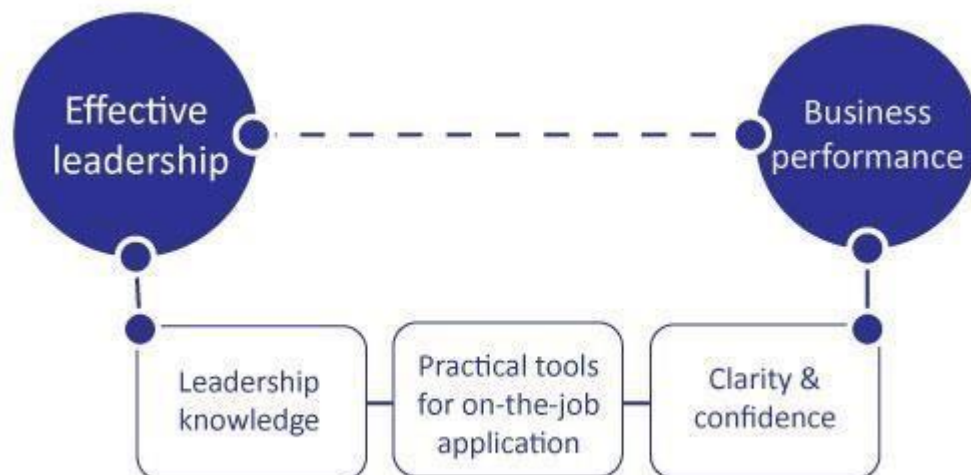 Effective
leadership
Business
performance
Leadership
knowledge
Practical tools
for on-the-job
application
Clarity &
confidence